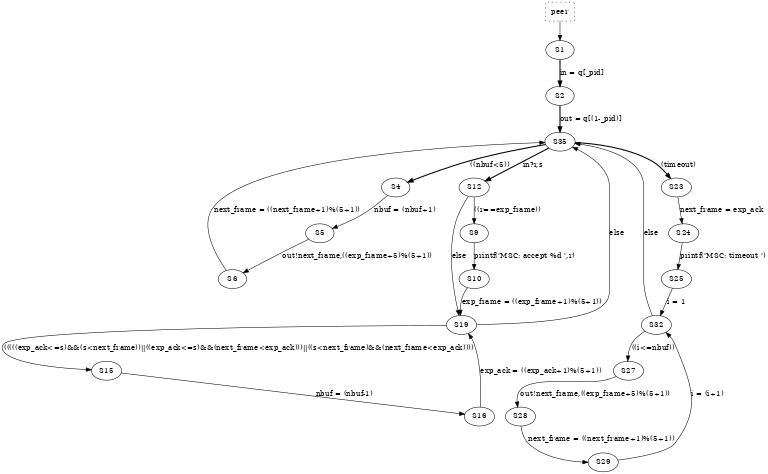 peer
S1
in = q[_pid]
S2
out = q[(1-_pid)]
S35
((nbuf<5))
in?r,s
(timeout)
S4
S12
S23
next_frame = ((next_frame+1)%(5+1))
nbuf = (nbuf+1)
((r==exp_frame))
next_frame = exp_ack
S5
S9
else
else
S24
out!next_frame,((exp_frame+5)%(5+1))
else
printf('MSC: accept %d ',r)
printf('MSC: timeout ')
S6
S10
S25
exp_frame = ((exp_frame+1)%(5+1))
i = 1
S19
S32
(((((exp_ack<=s)&&(s<next_frame))||((exp_ack<=s)&&(next_frame<exp_ack)))||((s<next_frame)&&(next_frame<exp_ack))))
((i<=nbuf))
S15
exp_ack = ((exp_ack+1)%(5+1))
S27
nbuf = (nbuf-1)
out!next_frame,((exp_frame+5)%(5+1))
i = (i+1)
S16
S28
next_frame = ((next_frame+1)%(5+1))
S29